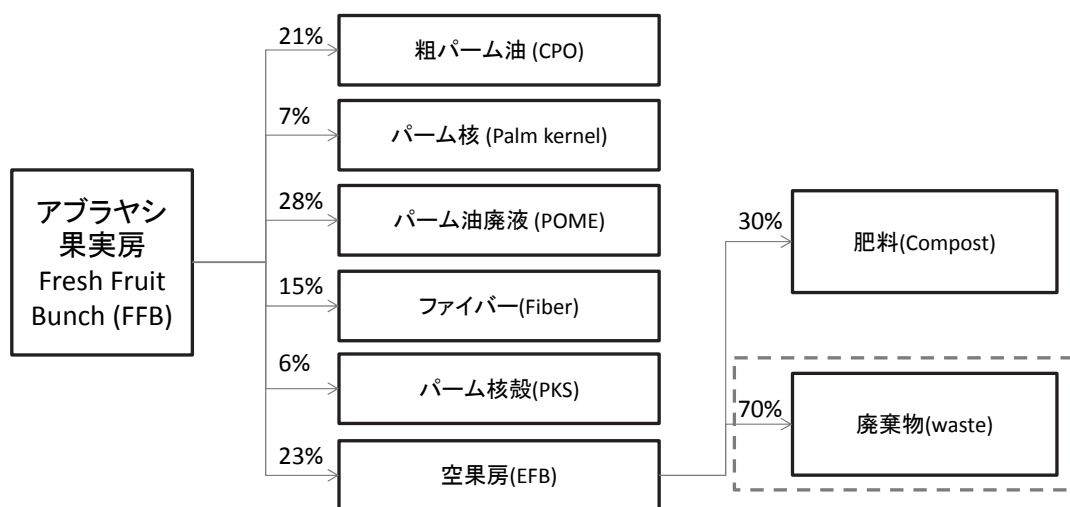 アブラヤシ
果実房
Fresh Fruit
Bunch (FFB)
21%
粗パーム油 (CPO)
7%
パーム核 (Palm kernel)
28%
パーム油廃液 (POME)
15%
ファイバー(Fiber)
6%
パーム核殻(PKS)
23%
空果房(EFB)
30%
肥料(Compost)
70%
廃棄物(waste)